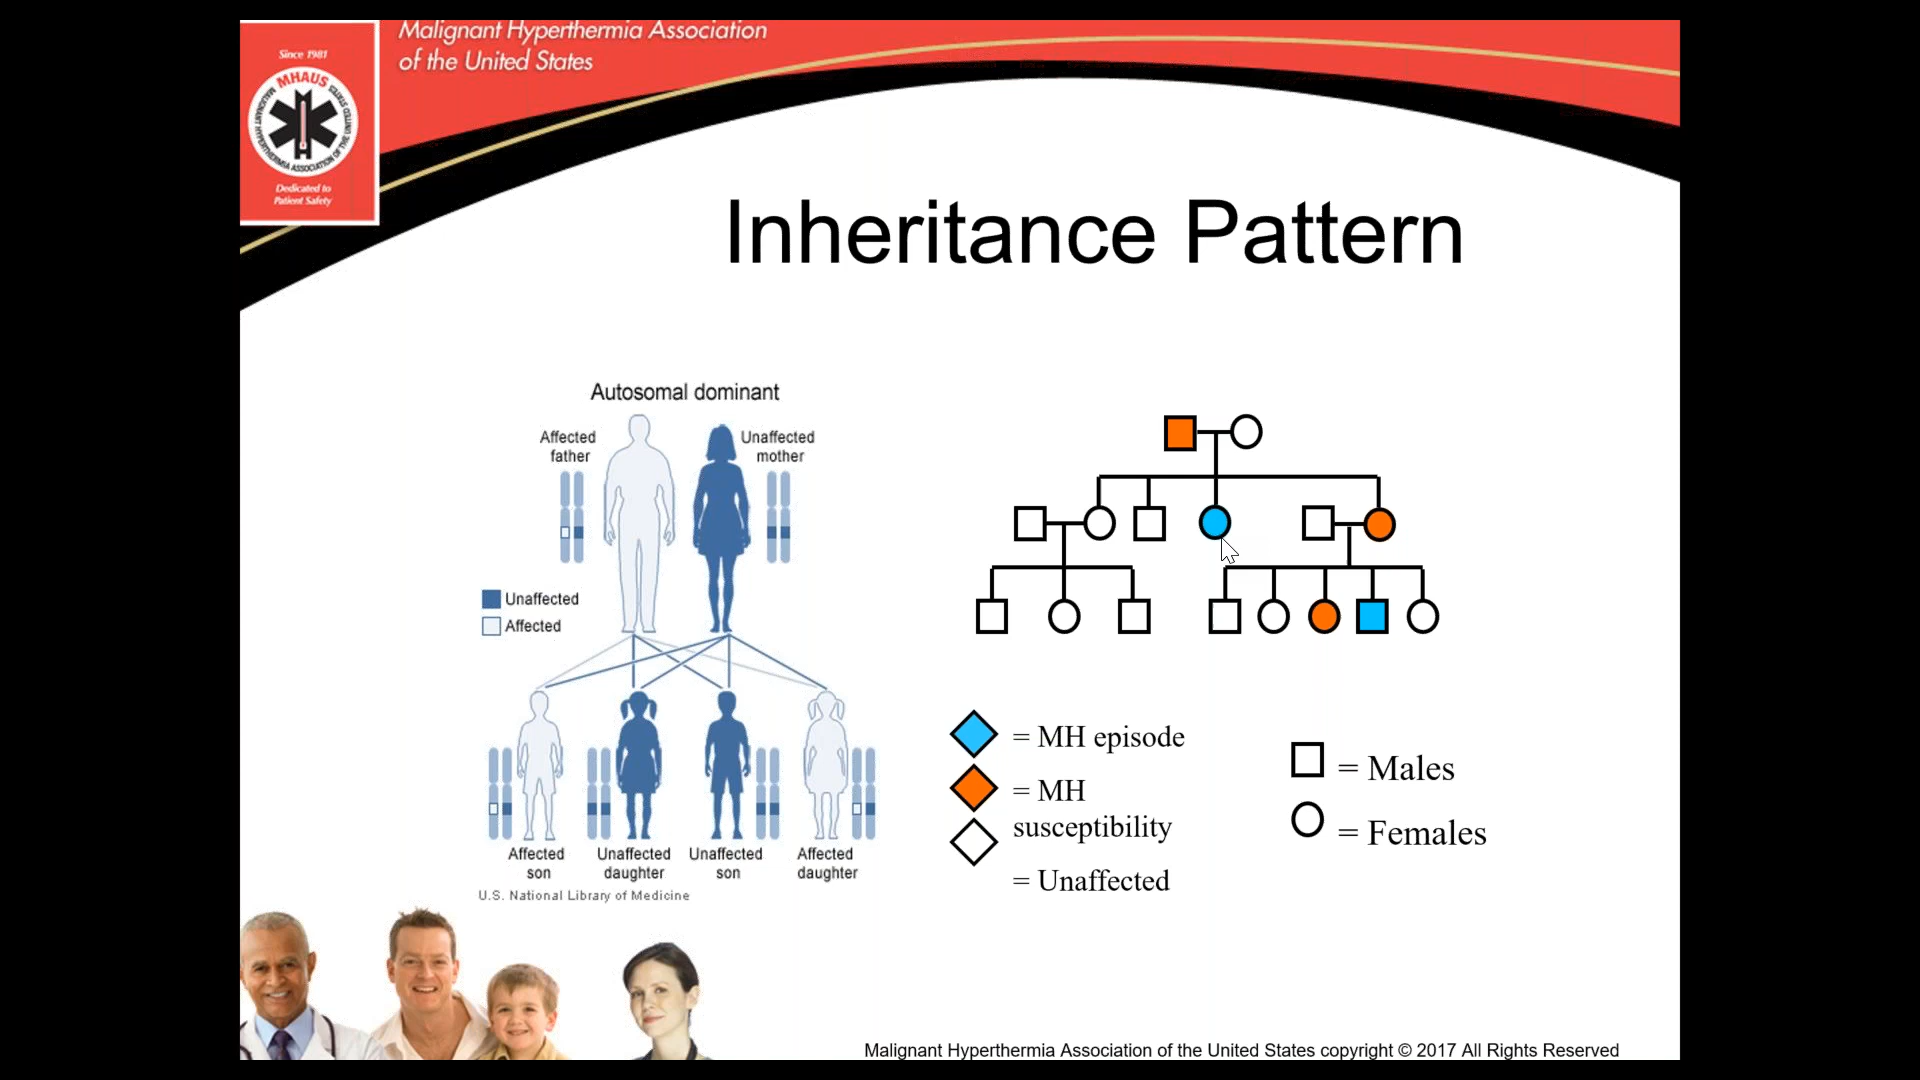 Malignant Hyperthermia Association
of the United States
Since 1981
MHAUS
MALIGNANT HYPERTHERMIA ASSOCIATION OF THE UNITED STATES
Dedicated to
Patient Safety
Inheritance Pattern
Autosomal dominant
Affected
father
Unaffected
mother
Unaffected
Affected
Affected
son
Unaffected
daughter
Unaffected
son
Affected
daughter
U.S. National Library of Medicine
= MH episode
= MH
susceptibility
= Unaffected
= Males
= Females
Malignant Hyperthermia Association of the United States copyright © 2017 All Rights Reserved